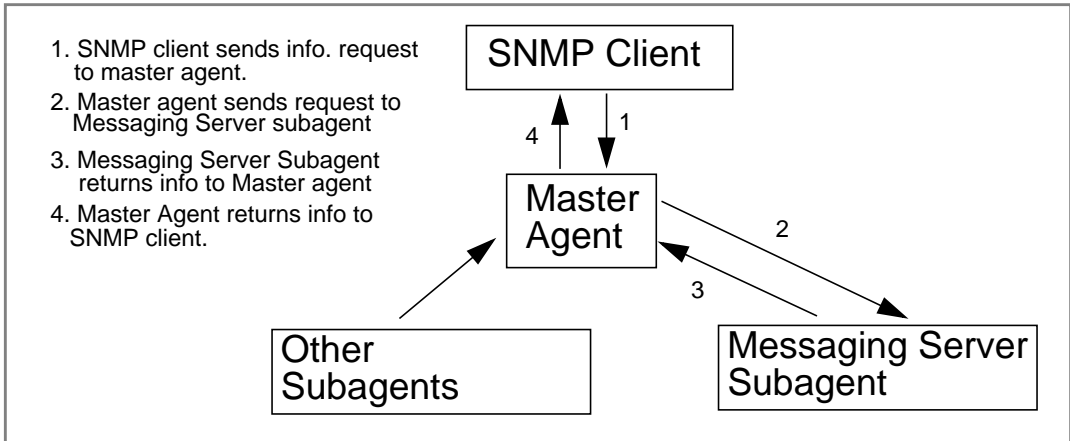 1. SNMP client sends info. request
to master agent.
2. Master agent sends request to
Messaging Server subagent
3. Messaging Server Subagent
returns info to Master agent
4. Master Agent returns info to
SNMP client.
SNMP Client
4
1
Master
Agent
2
3
Other
Subagents
Messaging Server
Subagent